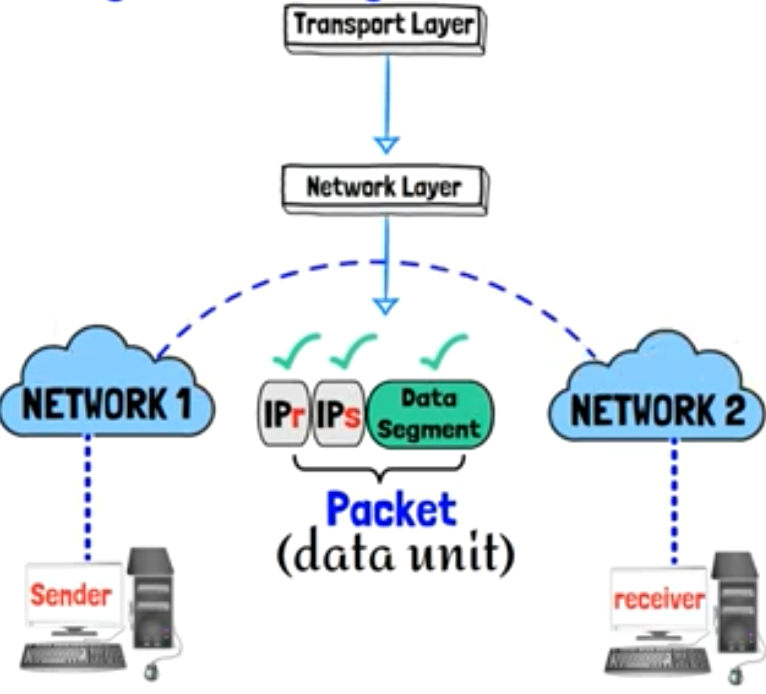 Transport Layer
Network Layer
NETWORK 1
IPr IPs Data Segment
NETWORK 2
Packet
(data unit)
Sender
receiver